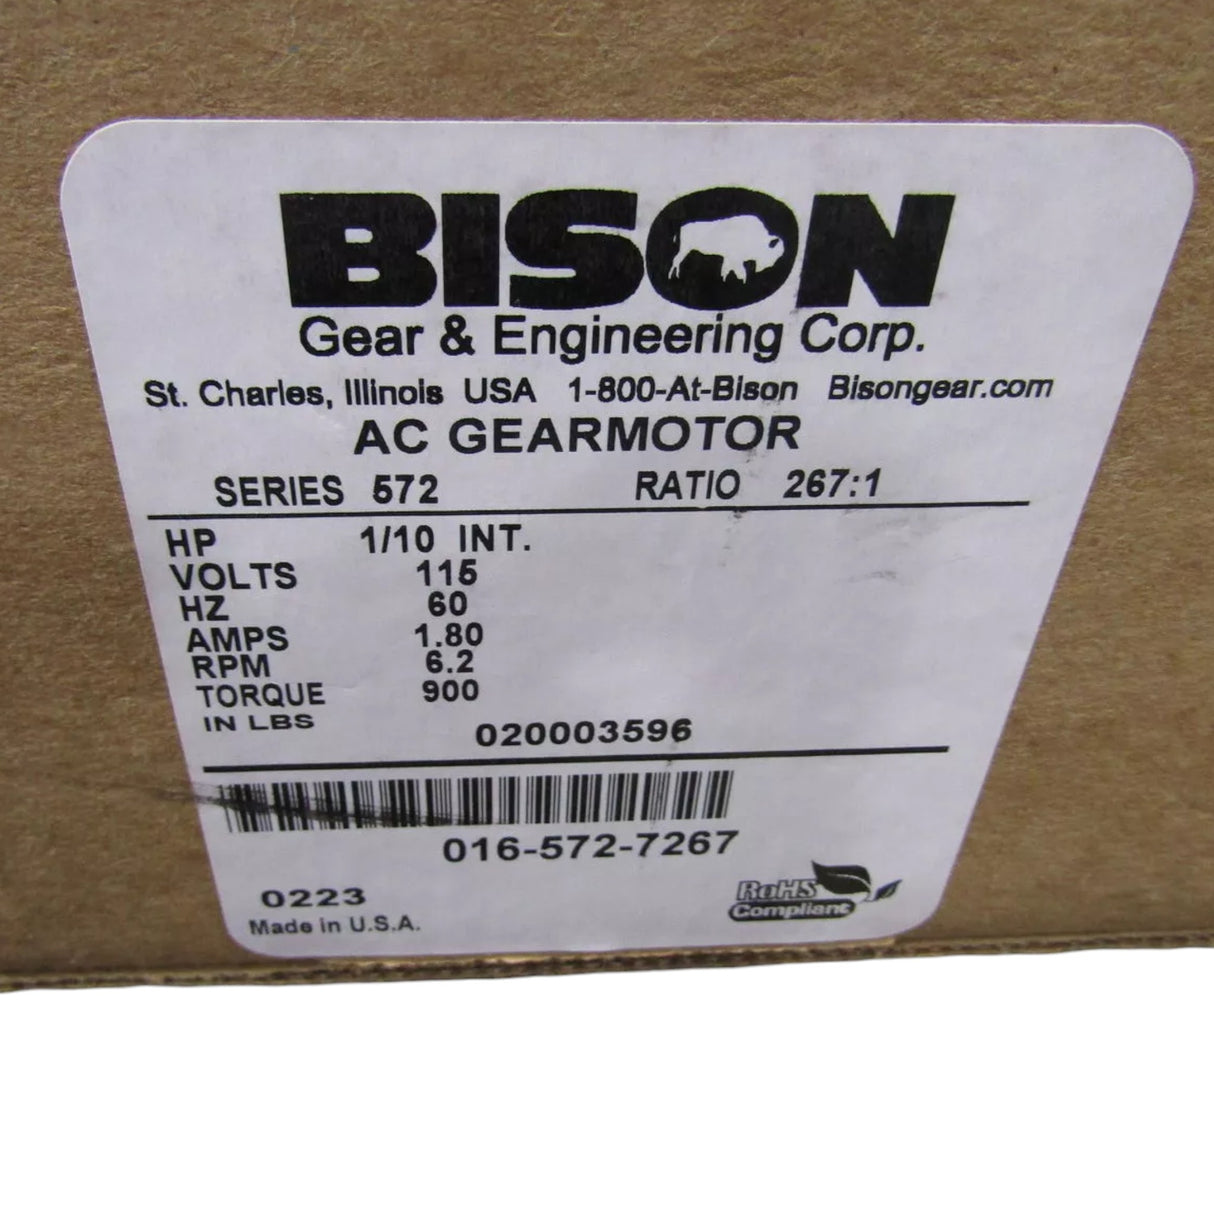 BISON
Gear & Engineering Corp.
St. Charles, Illinois USA 1-800-At-Bison Bisongear.com
AC GEARMOTOR
SERIES 572 RATIO 267:1
HP 1/10 INT.
VOLTS 115
HZ 60
AMPS 1.80
RPM 6.2
TORQUE 900
IN LBS
020003596
016-572-7267
0223
Made in U.S.A.
RoHS
Compliant